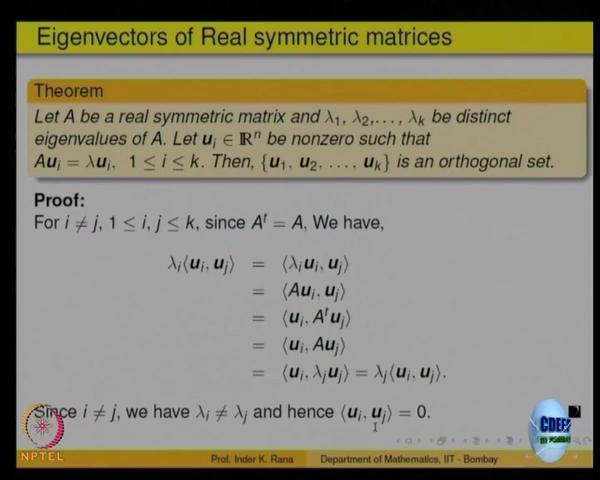 Eigenvectors of Real symmetric matrices
Theorem
Let A be a real symmetric matrix and λ₁, λ₂,..., λₖ be distinct
eigenvalues of A. Let uᵢ ∈ ℝⁿ be nonzero such that
Auᵢ = λuᵢ, 1 ≤ i ≤ k. Then, {u₁, u₂, ..., uₖ} is an orthogonal set.
Proof:
For i ≠ j, 1 ≤ i, j ≤ k, since Aᵗ = A, We have,
λᵢ⟨uᵢ, uⱼ⟩ = ⟨λᵢuᵢ, uⱼ⟩
= ⟨Auᵢ, uⱼ⟩
= ⟨uᵢ, Aᵗuⱼ⟩
= ⟨uᵢ, Auⱼ⟩
= ⟨uᵢ, λⱼuⱼ⟩ = λⱼ⟨uᵢ, uⱼ⟩.
Since i ≠ j, we have λᵢ ≠ λⱼ and hence ⟨uᵢ, uⱼ⟩ = 0.
NPTEL
CDEEP
Prof. Inder K. Rana Department of Mathematics, IIT - Bombay